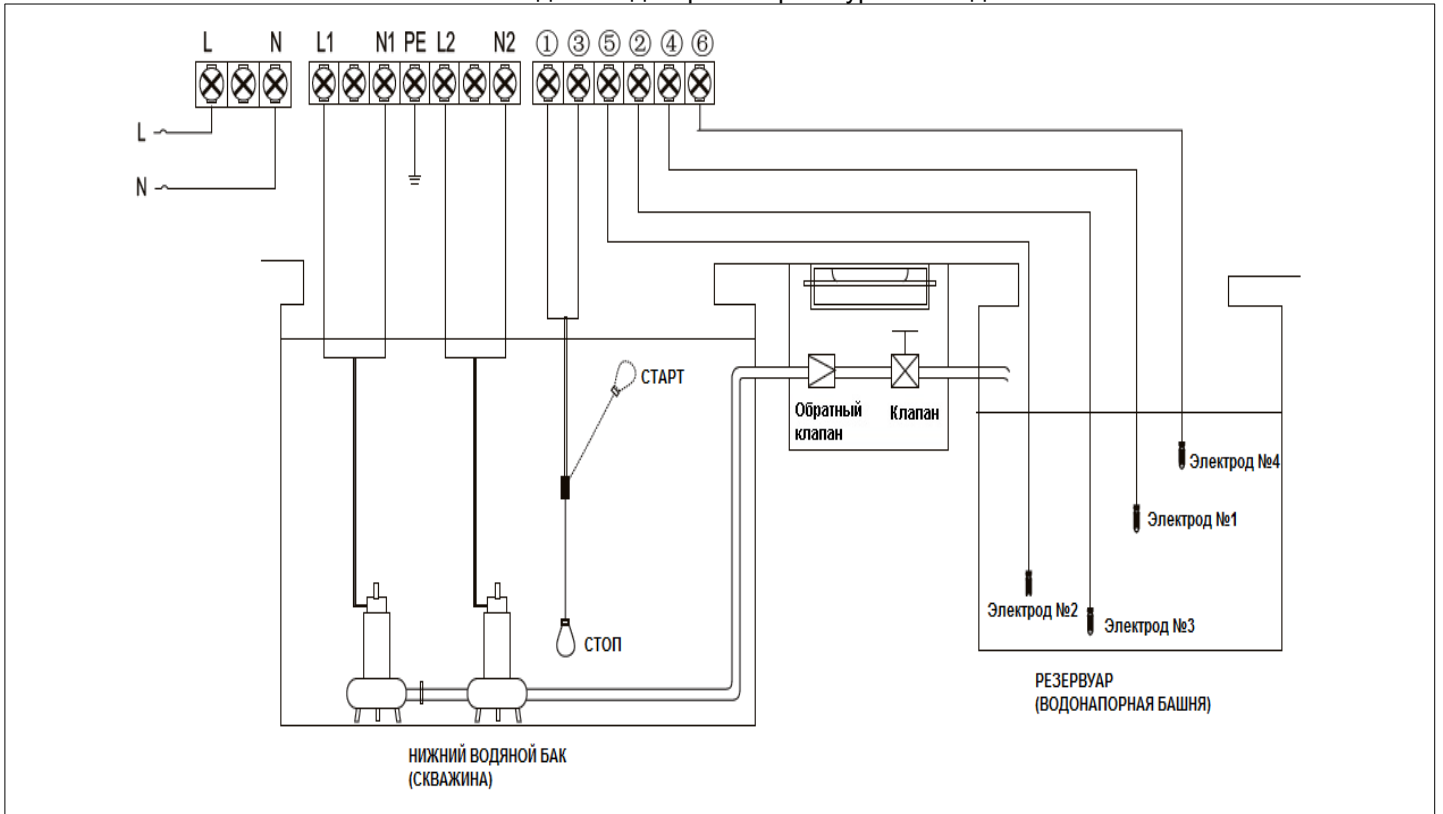 L N L1 N1 PE L2 N2 ① ③ ⑤ ② ④ ⑥
L
N
СТАРТ
Обратный
клапан
Клапан
Электрод №4
Электрод №1
Электрод №2
Электрод №3
СТОП
РЕЗЕРВУАР
(ВОДОНАПОРНАЯ БАШНЯ)
НИЖНИЙ ВОДЯНОЙ БАК
(СКВАЖИНА)